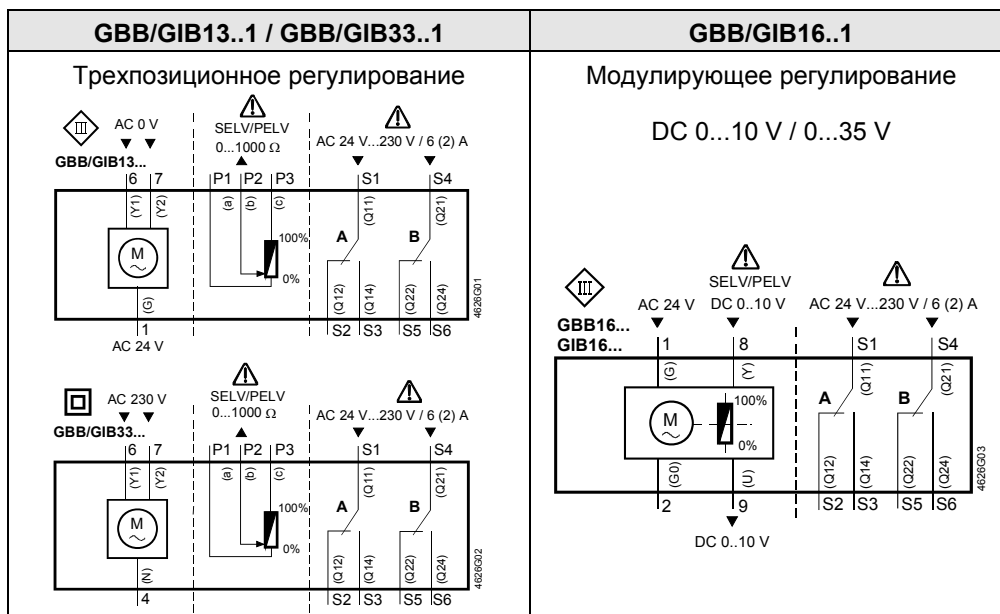 GBB/GIB13..1 / GBB/GIB33..1
GBB/GIB16..1
Трехпозиционное регулирование
Модулирующее регулирование
DC 0...10 V / 0...35 V
III
AC 0 V
SELV/PELV
0...1000 Ω
AC 24 V...230 V / 6 (2) A
GBB/GIB13...
6 7 P1 P2 P3 S1 S4
(Y1) (Y2) (a) (b) (c) (Q11) (Q21)
M
100%
0%
A B
(G) (Q12) (Q14) (Q22) (Q24)
1 S2 S3 S5 S6
AC 24 V
4626G01
AC 230 V
SELV/PELV
0...1000 Ω
AC 24 V...230 V / 6 (2) A
GBB/GIB33...
6 7 P1 P2 P3 S1 S4
(Y1) (Y2) (a) (b) (c) (Q11) (Q21)
M
100%
0%
A B
(N) (Q12) (Q14) (Q22) (Q24)
4 S2 S3 S5 S6
4626G02
III
AC 24 V
SELV/PELV
DC 0..10 V
AC 24 V...230 V / 6 (2) A
GBB16...
GIB16...
1 8 S1 S4
(G) (Y) (Q11) (Q21)
M
100%
0%
A B
(G0) (U) (Q12) (Q14) (Q22) (Q24)
2 9 S2 S3 S5 S6
DC 0..10 V
4626G03